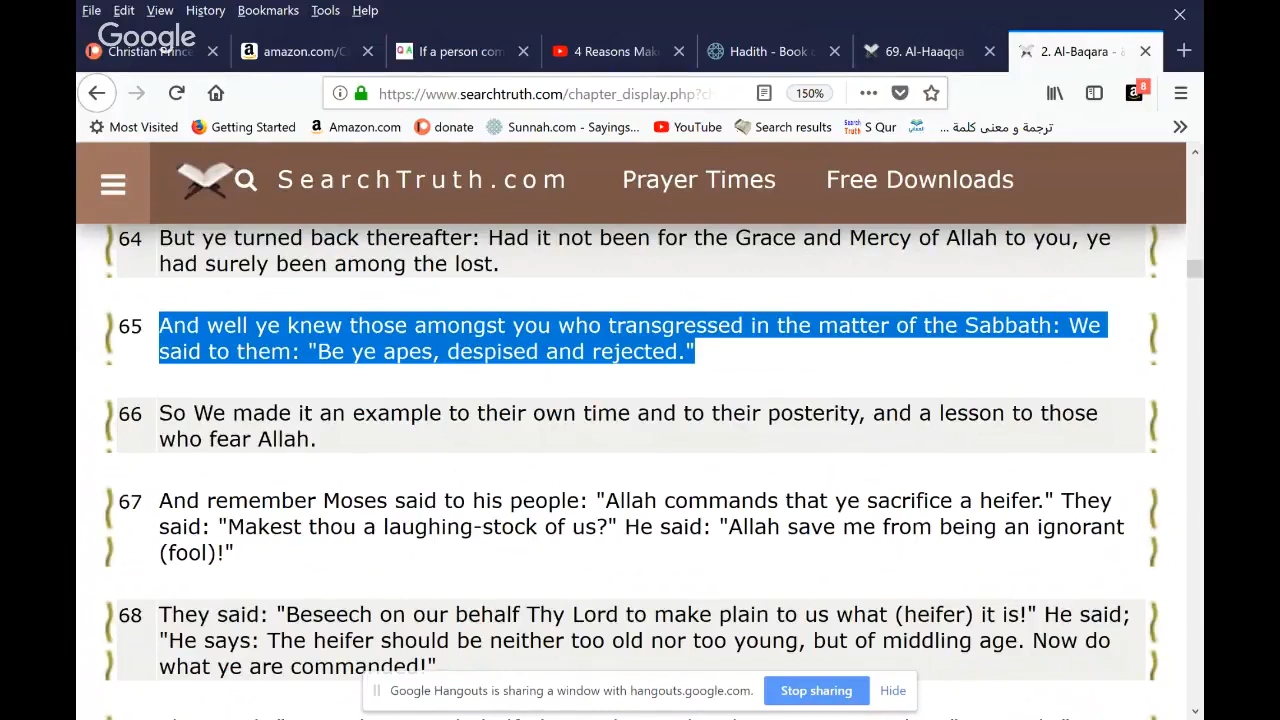 File Edit View History Bookmarks Tools Help
Google
Christian Prince
amazon.com/C
If a person com
4 Reasons Mak
Hadith - Book o
69. Al-Haaqqa
2. Al-Baqara -
https://www.searchtruth.com/chapter_display.php?ch
150%
8
Most Visited Getting Started Amazon.com donate Sunnah.com - Sayings,... YouTube Search results S Qur ترجمة و معنى كلمة ...
SearchTruth.com Prayer Times Free Downloads
64 But ye turned back thereafter: Had it not been for the Grace and Mercy of Allah to you, ye
had surely been among the lost.
65 And well ye knew those amongst you who transgressed in the matter of the Sabbath: We
said to them: "Be ye apes, despised and rejected."
66 So We made it an example to their own time and to their posterity, and a lesson to those
who fear Allah.
67 And remember Moses said to his people: "Allah commands that ye sacrifice a heifer." They
said: "Makest thou a laughing-stock of us?" He said: "Allah save me from being an ignorant
(fool)!"
68 They said: "Beseech on our behalf Thy Lord to make plain to us what (heifer) it is!" He said;
"He says: The heifer should be neither too old nor too young, but of middling age. Now do
what ye are commanded!"
Google Hangouts is sharing a window with hangouts.google.com. Stop sharing Hide